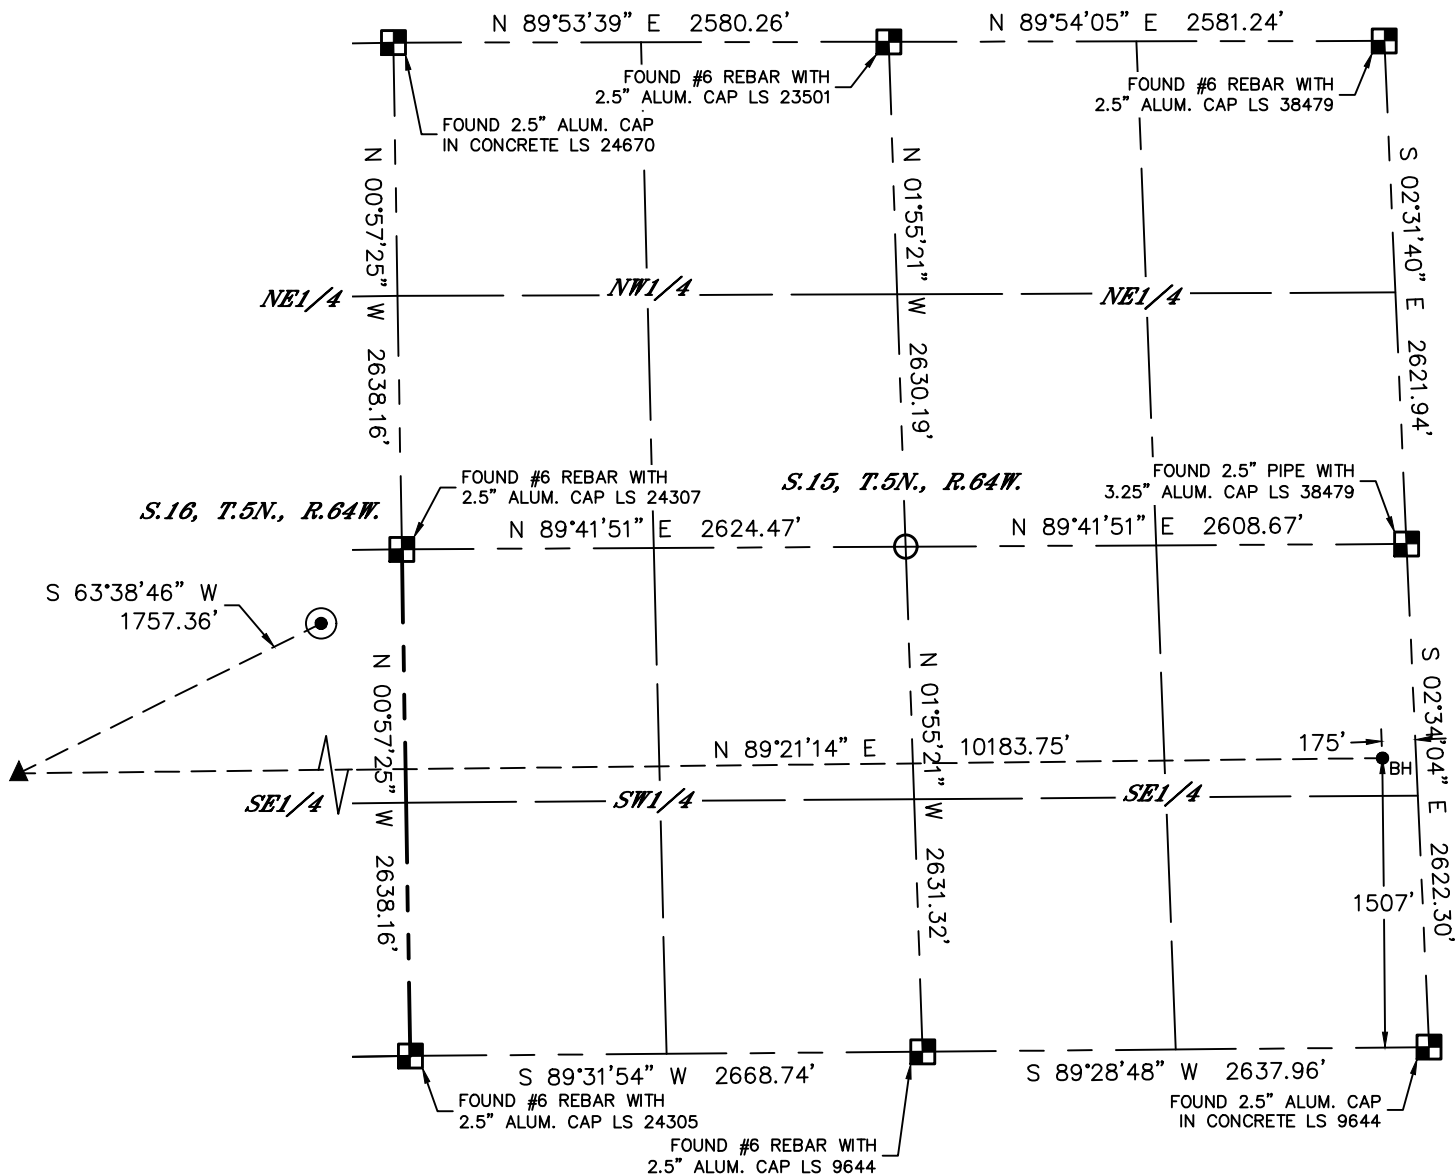 N 89°53'39" E 2580.26'
N 89°54'05" E 2581.24'
FOUND #6 REBAR WITH
2.5" ALUM. CAP LS 23501
FOUND #6 REBAR WITH
2.5" ALUM. CAP LS 38479
FOUND 2.5" ALUM. CAP
IN CONCRETE LS 24670
N 00°57'25" W 2638.16'
N 01°55'21" W 2630.19'
S 02°31'40" E 2621.94'
NE1/4
NW1/4
NE1/4
FOUND #6 REBAR WITH
2.5" ALUM. CAP LS 24307
S.15, T.5N., R.64W.
FOUND 2.5" PIPE WITH
3.25" ALUM. CAP LS 38479
S.16, T.5N., R.64W.
N 89°41'51" E 2624.47'
N 89°41'51" E 2608.67'
S 63°38'46" W
1757.36'
N 00°57'25" W 2638.16'
N 01°55'21" W 2631.32'
S 02°34'04" E 2622.30'
N 89°21'14" E 10183.75'
175'
BH
SE1/4
SW1/4
SE1/4
1507'
S 89°31'54" W 2668.74'
S 89°28'48" W 2637.96'
FOUND #6 REBAR WITH
2.5" ALUM. CAP LS 24305
FOUND 2.5" ALUM. CAP
IN CONCRETE LS 9644
FOUND #6 REBAR WITH
2.5" ALUM. CAP LS 9644